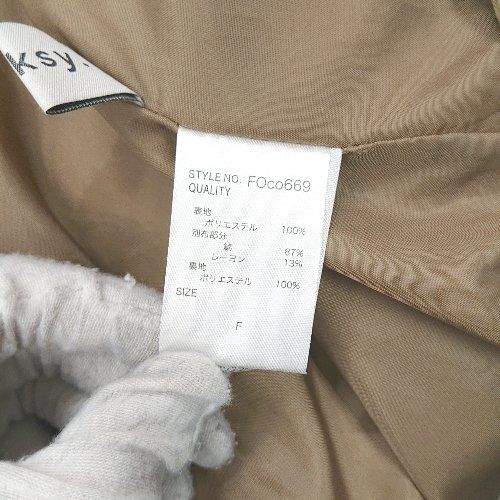 ksy.
STYLE NO. FOco669
QUALITY
表地
ポリエステル 100%
別布部分
綿 87%
レーヨン 13%
裏地
ポリエステル 100%
SIZE
F